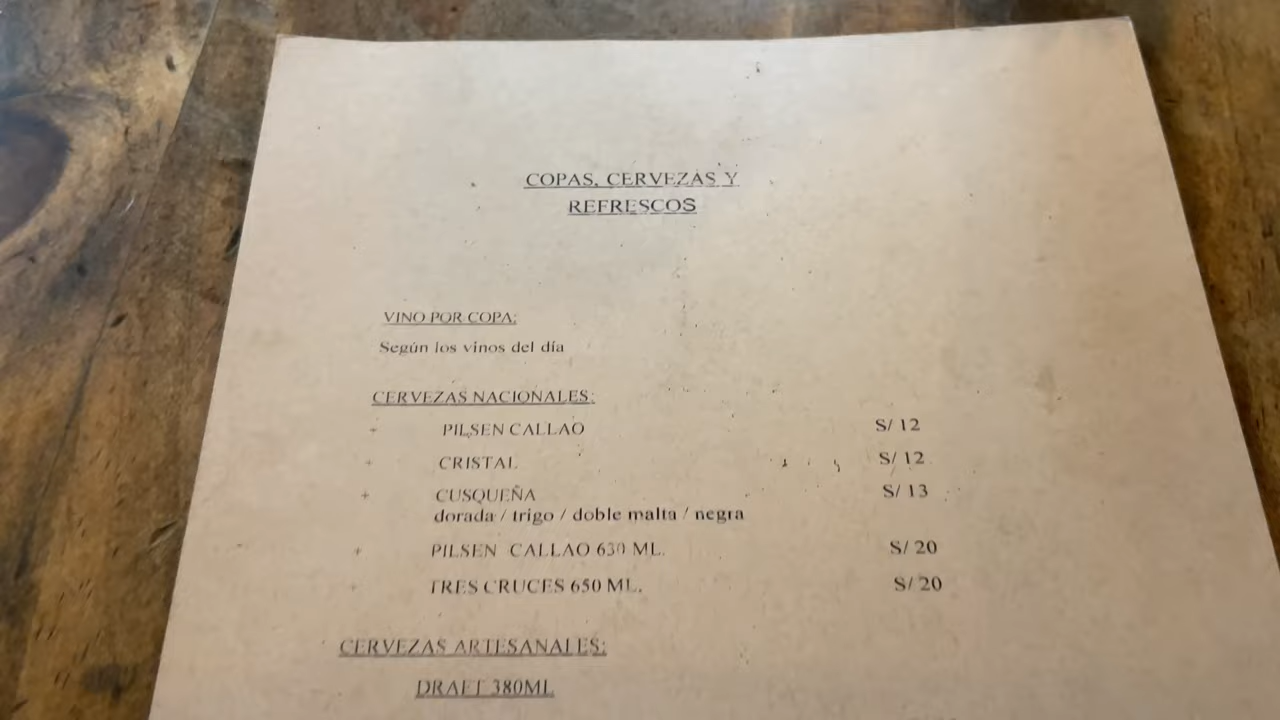 COPAS, CERVEZAS Y
REFRESCOS
VINO POR COPA:
Según los vinos del día
CERVEZAS NACIONALES:
+ PILSEN CALLAO S/ 12
+ CRISTAL S/ 12
+ CUSQUEÑA S/ 13
dorada / trigo / doble malta / negra
+ PILSEN CALLAO 630 ML. S/ 20
+ TRES CRUCES 650 ML. S/ 20
CERVEZAS ARTESANALES:
DRAFT 380ML